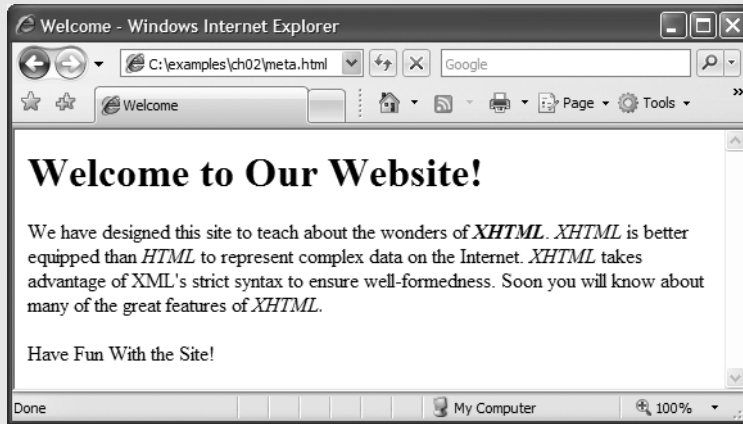 Welcome - Windows Internet Explorer
C:\examples\ch02\meta.html
Google
Welcome
Page
Tools
Welcome to Our Website!
We have designed this site to teach about the wonders of XHTML. XHTML is better
equipped than HTML to represent complex data on the Internet. XHTML takes
advantage of XML's strict syntax to ensure well-formedness. Soon you will know about
many of the great features of XHTML.
Have Fun With the Site!
Done
My Computer
100%